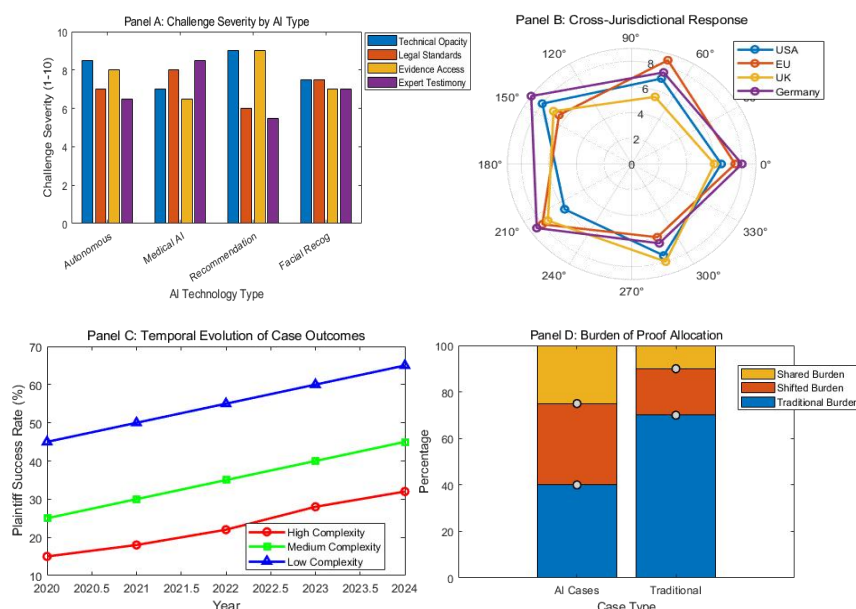 Panel A: Challenge Severity by AI Type
10
8
6
4
2
0
Challenge Severity (1-10)
Autonomous
Medical AI
Recommendation
Facial Recog
AI Technology Type
Technical Opacity
Legal Standards
Evidence Access
Expert Testimony
Panel B: Cross-Jurisdictional Response
90°
120°
60°
150°
180°
0°
210°
330°
240°
300°
270°
8
6
4
2
0
USA
EU
UK
Germany
Panel C: Temporal Evolution of Case Outcomes
70
60
50
40
30
20
10
Plaintiff Success Rate (%)
2020
2020.5
2021
2021.5
2022
2022.5
2023
2023.5
2024
Year
High Complexity
Medium Complexity
Low Complexity
Panel D: Burden of Proof Allocation
100
80
60
40
20
0
Percentage
AI Cases
Traditional
Case Type
Shared Burden
Shifted Burden
Traditional Burden